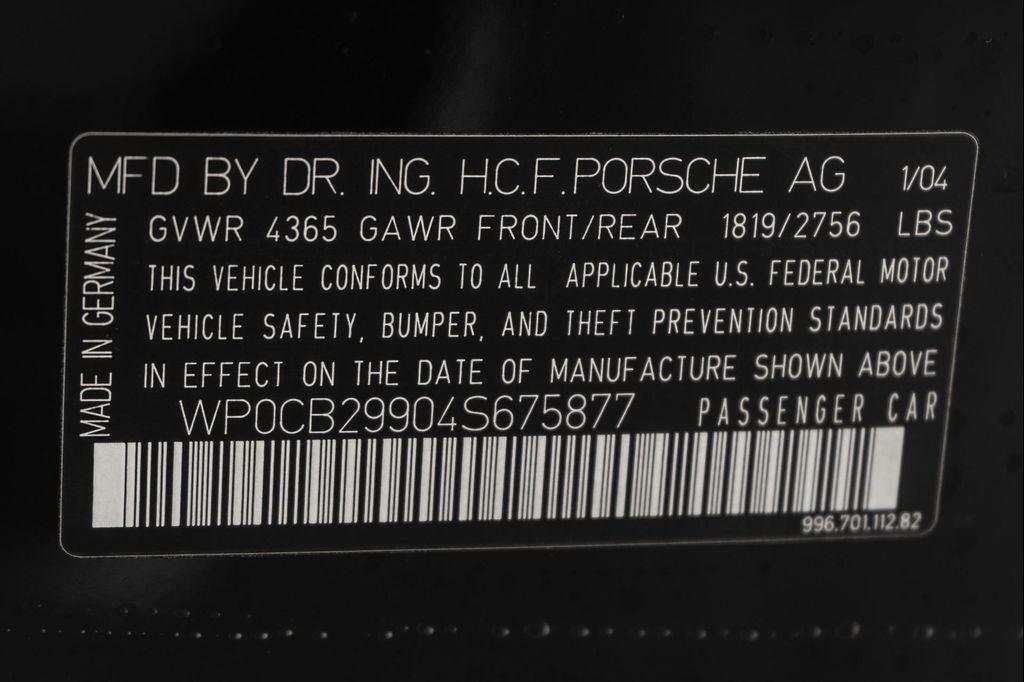 MFD BY DR. ING. H.C.F.PORSCHE AG 1/04
GVWR 4365 GAWR FRONT/REAR 1819/2756 LBS
THIS VEHICLE CONFORMS TO ALL APPLICABLE U.S. FEDERAL MOTOR
VEHICLE SAFETY, BUMPER, AND THEFT PREVENTION STANDARDS
IN EFFECT ON THE DATE OF MANUFACTURE SHOWN ABOVE
WP0CB29904S675877 PASSENGER CAR
996.701.112.82
MADE IN GERMANY